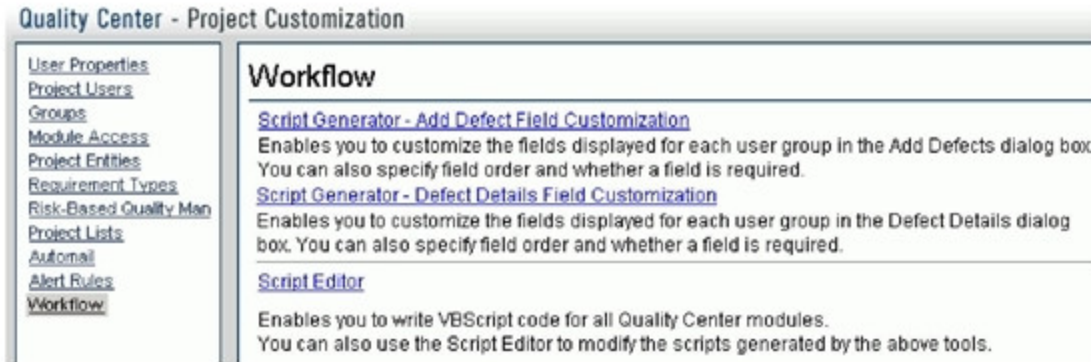 Quality Center - Project Customization
User Properties
Project Users
Groups
Module Access
Project Entities
Requirement Types
Risk-Based Quality Man
Project Lists
Automail
Alert Rules
Workflow
Workflow
Script Generator - Add Defect Field Customization
Enables you to customize the fields displayed for each user group in the Add Defects dialog box
You can also specify field order and whether a field is required.
Script Generator - Defect Details Field Customization
Enables you to customize the fields displayed for each user group in the Defect Details dialog
box. You can also specify field order and whether a field is required.
Script Editor
Enables you to write VBScript code for all Quality Center modules.
You can also use the Script Editor to modify the scripts generated by the above tools.